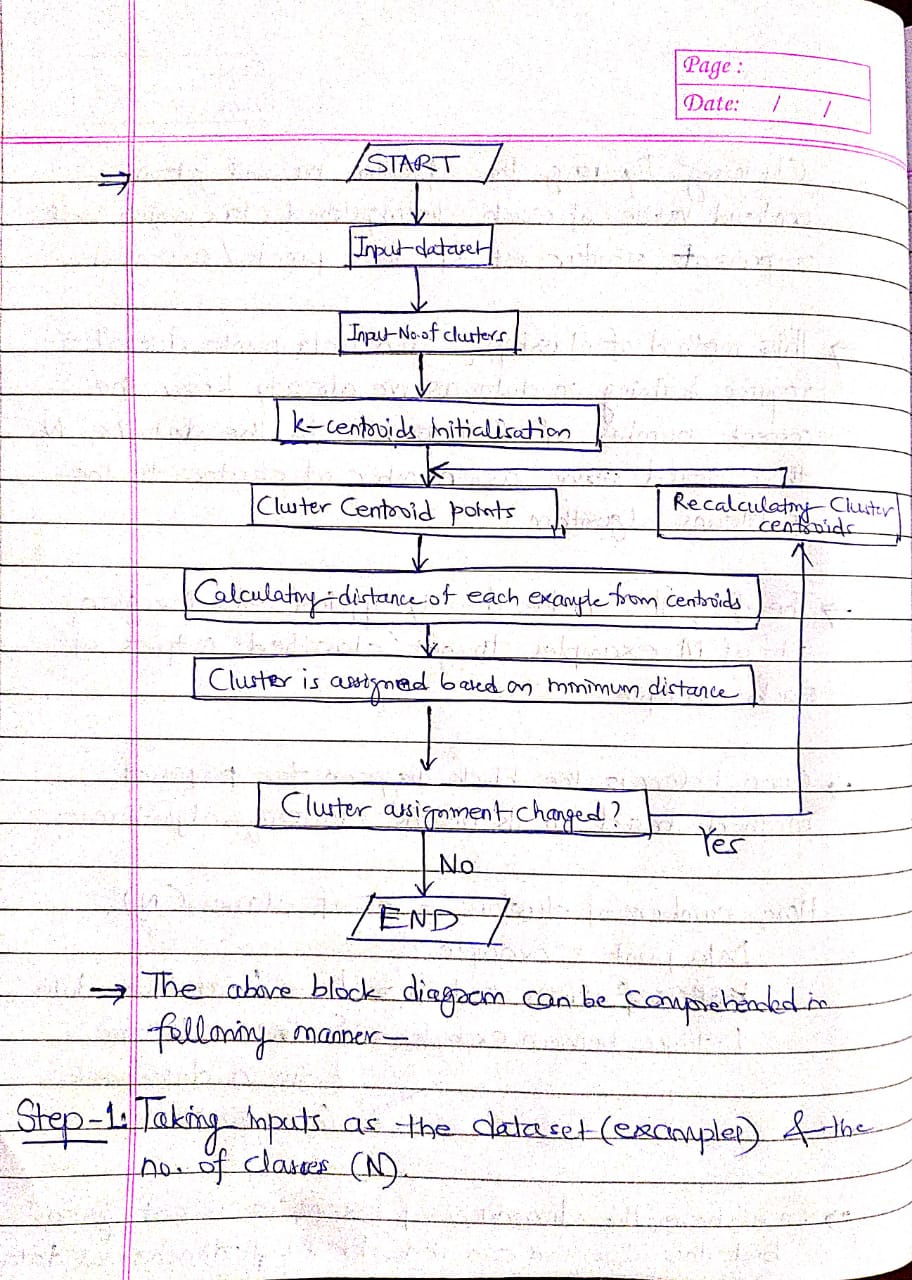 Page :
Date: / /
⇒
START
Input dataset
Input No. of clusters
k-centroids Initialisation
Cluster Centroid points
Recalculating Cluster
centroids
Calculating distance of each example from centroids
Cluster is assigned based on minimum distance
Cluster assignment changed?
Yes
No
END
→ The above block diagram can be comprehended in
following manner—
Step-1: Taking inputs as the dataset (examples) & the
no. of classes (N).